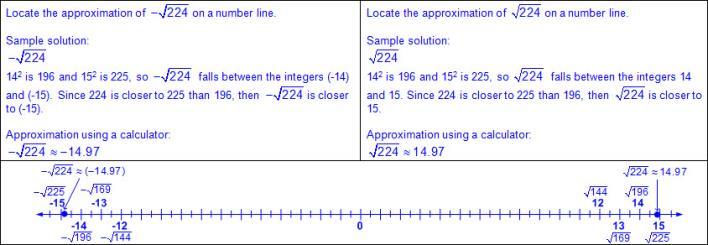 Locate the approximation of −√224 on a number line.
Sample solution:
−√224
14² is 196 and 15² is 225, so −√224 falls between the integers (-14)
and (-15). Since 224 is closer to 225 than 196, then −√224 is closer
to (-15).
Approximation using a calculator:
−√224 ≈ −14.97
Locate the approximation of √224 on a number line.
Sample solution:
√224
14² is 196 and 15² is 225, so √224 falls between the integers 14
and 15. Since 224 is closer to 225 than 196, then √224 is closer to
15.
Approximation using a calculator:
√224 ≈ 14.97
−√224 ≈ (−14.97) √224 ≈ 14.97
−√225 −√169 √144 √196
-15 -13 12 14
-14 -12 0 13 15
−√196 −√144 √169 √225